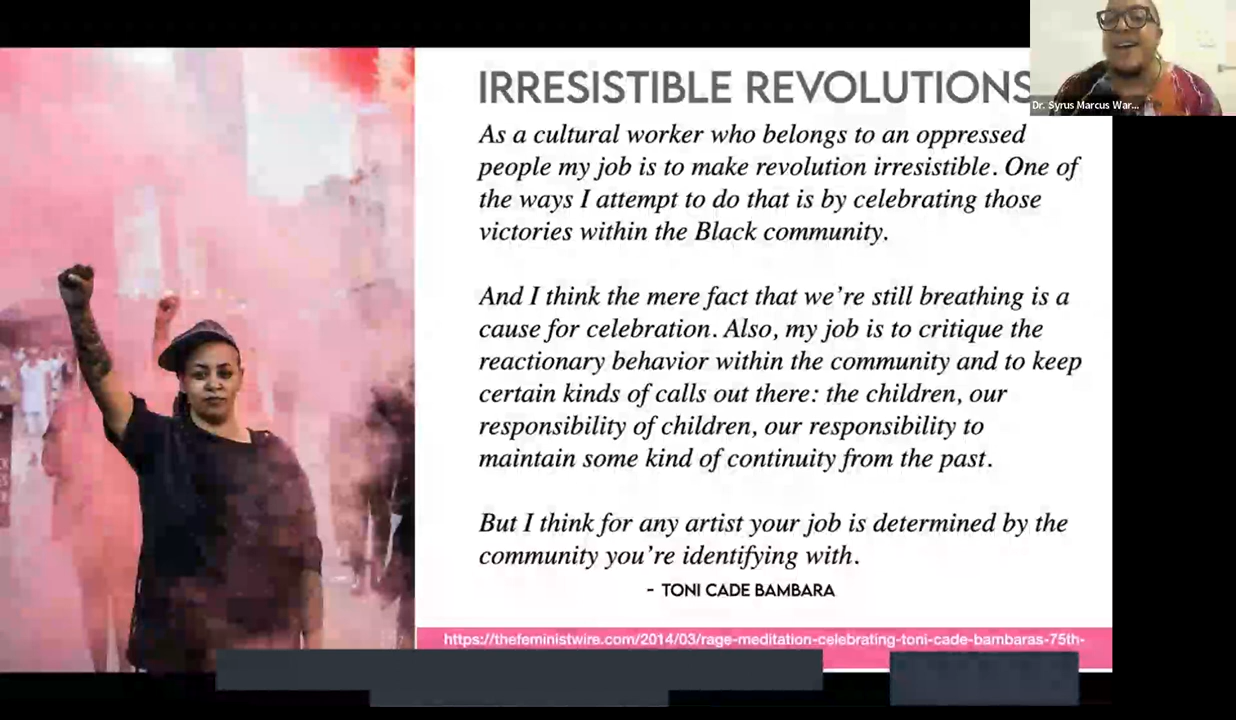 IRRESISTIBLE REVOLUTIONS
Dr. Syrus Marcus War...
As a cultural worker who belongs to an oppressed
people my job is to make revolution irresistible. One of
the ways I attempt to do that is by celebrating those
victories within the Black community.
And I think the mere fact that we’re still breathing is a
cause for celebration. Also, my job is to critique the
reactionary behavior within the community and to keep
certain kinds of calls out there: the children, our
responsibility of children, our responsibility to
maintain some kind of continuity from the past.
But I think for any artist your job is determined by the
community you’re identifying with.
- TONI CADE BAMBARA
https://thefeministwire.com/2014/03/rage-meditation-celebrating-toni-cade-bambaras-75th-